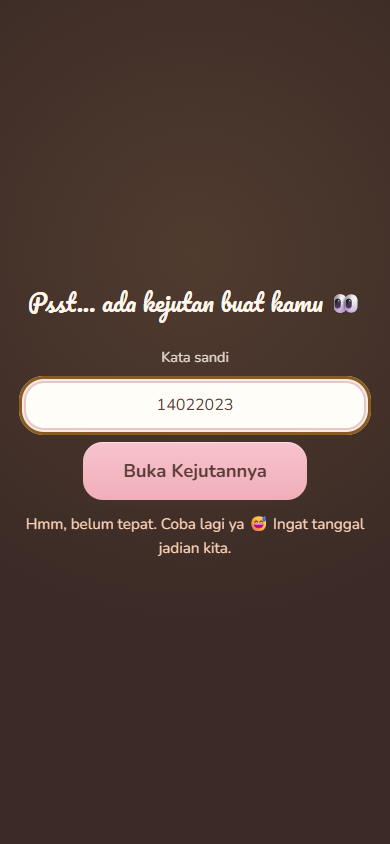 Psst... ada kejutan buat kamu 👀
Kata sandi
14022023
Buka Kejutannya
Hmm, belum tepat. Coba lagi ya 😅 Ingat tanggal
jadian kita.